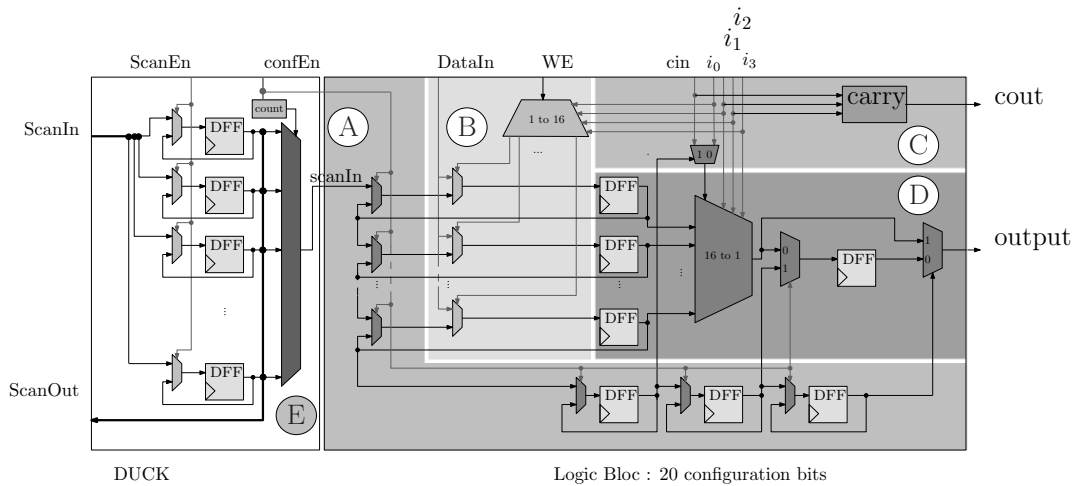 i₂
i₁
ScanEn confEn DataIn WE cin i₀ i₃
count
carry cout
ScanIn DFF A B 1 to 16 C
... 1 0
scanIn
DFF DFF D
DFF DFF output
... 16 to 1 0 1 DFF 1 0
... ...
DFF
DFF
ScanOut DFF DFF DFF
E
DUCK Logic Bloc : 20 configuration bits